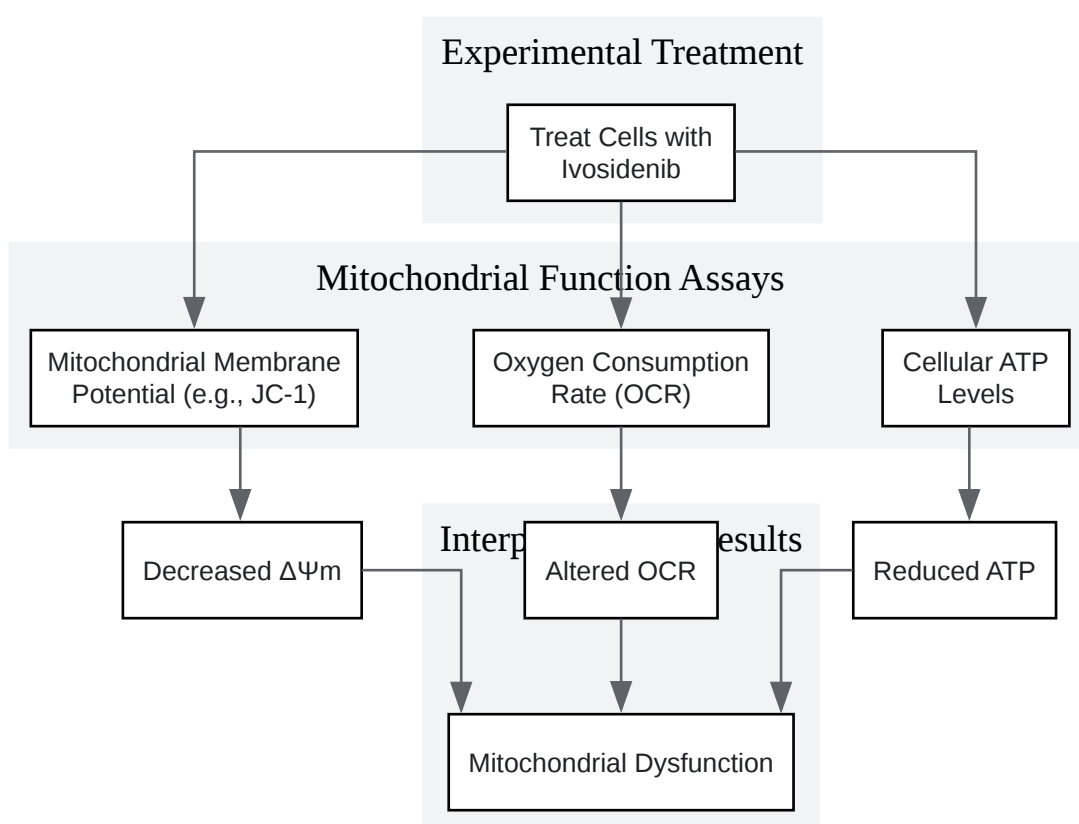 Experimental Treatment
Treat Cells with
Ivosidenib
Mitochondrial Function Assays
Mitochondrial Membrane
Potential (e.g., JC-1)
Oxygen Consumption
Rate (OCR)
Cellular ATP
Levels
Decreased ΔΨm
Altered OCR
Reduced ATP
Mitochondrial Dysfunction